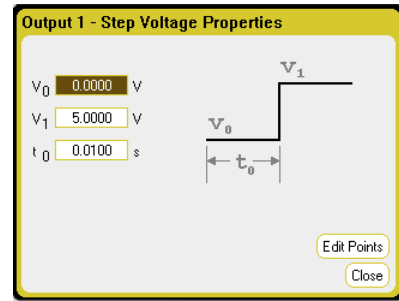 Output 1 - Step Voltage Properties
V0 0.0000 V
V1 5.0000 V
t 0 0.0100 s
V1
V0
t0
Edit Points
Close